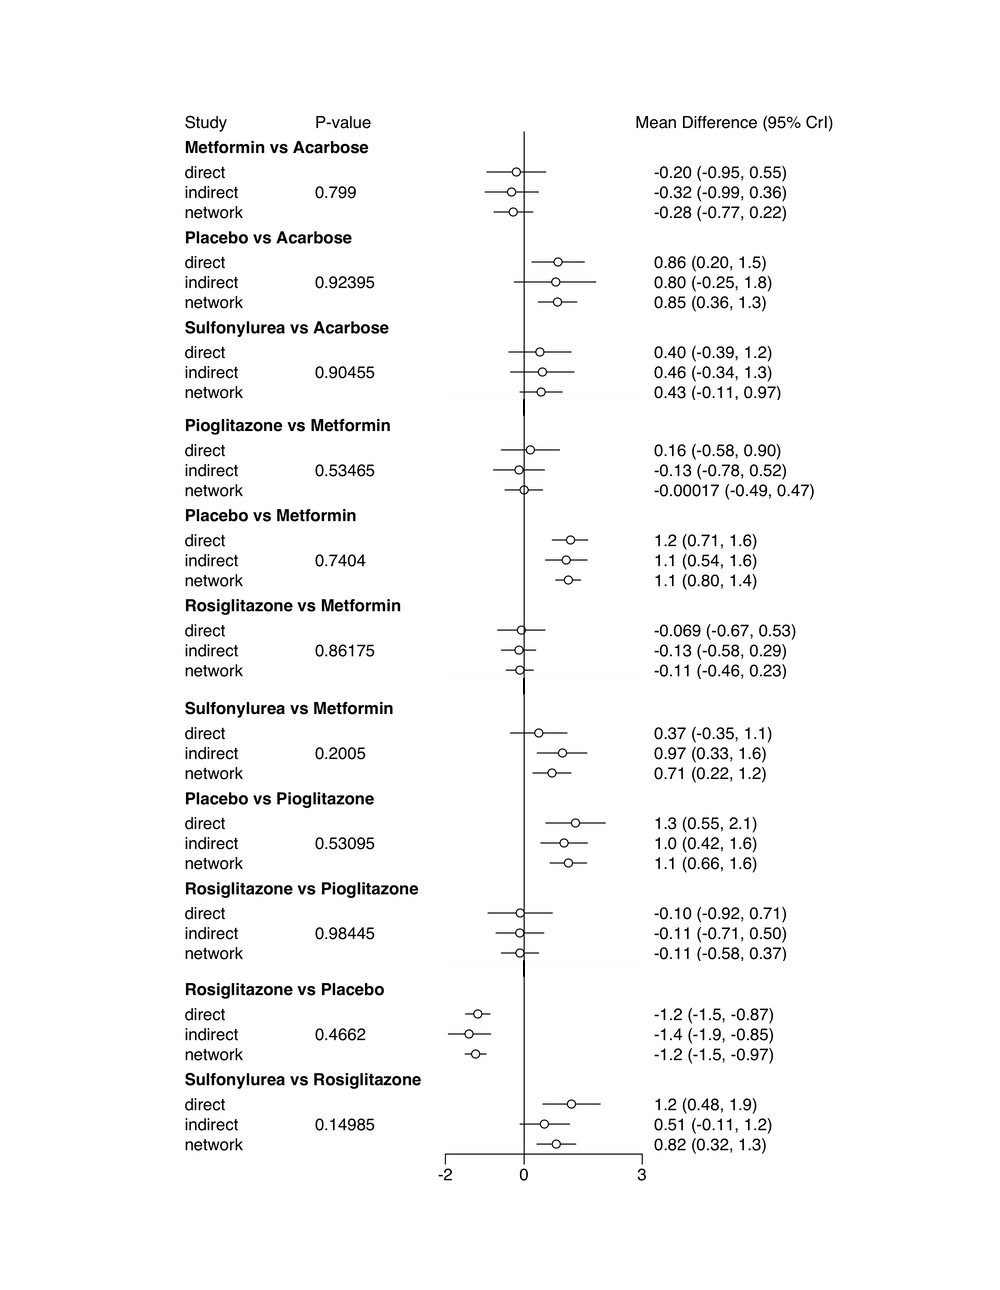 Study P-value Mean Difference (95% CrI)
Metformin vs Acarbose
direct -0.20 (-0.95, 0.55)
indirect 0.799 -0.32 (-0.99, 0.36)
network -0.28 (-0.77, 0.22)
Placebo vs Acarbose
direct 0.86 (0.20, 1.5)
indirect 0.92395 0.80 (-0.25, 1.8)
network 0.85 (0.36, 1.3)
Sulfonylurea vs Acarbose
direct 0.40 (-0.39, 1.2)
indirect 0.90455 0.46 (-0.34, 1.3)
network 0.43 (-0.11, 0.97)
Pioglitazone vs Metformin
direct 0.16 (-0.58, 0.90)
indirect 0.53465 -0.13 (-0.78, 0.52)
network -0.00017 (-0.49, 0.47)
Placebo vs Metformin
direct 1.2 (0.71, 1.6)
indirect 0.7404 1.1 (0.54, 1.6)
network 1.1 (0.80, 1.4)
Rosiglitazone vs Metformin
direct -0.069 (-0.67, 0.53)
indirect 0.86175 -0.13 (-0.58, 0.29)
network -0.11 (-0.46, 0.23)
Sulfonylurea vs Metformin
direct 0.37 (-0.35, 1.1)
indirect 0.2005 0.97 (0.33, 1.6)
network 0.71 (0.22, 1.2)
Placebo vs Pioglitazone
direct 1.3 (0.55, 2.1)
indirect 0.53095 1.0 (0.42, 1.6)
network 1.1 (0.66, 1.6)
Rosiglitazone vs Pioglitazone
direct -0.10 (-0.92, 0.71)
indirect 0.98445 -0.11 (-0.71, 0.50)
network -0.11 (-0.58, 0.37)
Rosiglitazone vs Placebo
direct -1.2 (-1.5, -0.87)
indirect 0.4662 -1.4 (-1.9, -0.85)
network -1.2 (-1.5, -0.97)
Sulfonylurea vs Rosiglitazone
direct 1.2 (0.48, 1.9)
indirect 0.14985 0.51 (-0.11, 1.2)
network 0.82 (0.32, 1.3)
-2 0 3